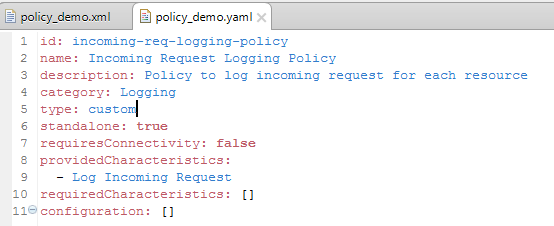 policy_demo.xml policy_demo.yaml
1 id: incoming-req-logging-policy
2 name: Incoming Request Logging Policy
3 description: Policy to log incoming request for each resource
4 category: Logging
5 type: custom
6 standalone: true
7 requiresConnectivity: false
8 providedCharacteristics:
9   - Log Incoming Request
10 requiredCharacteristics: []
11 configuration: []